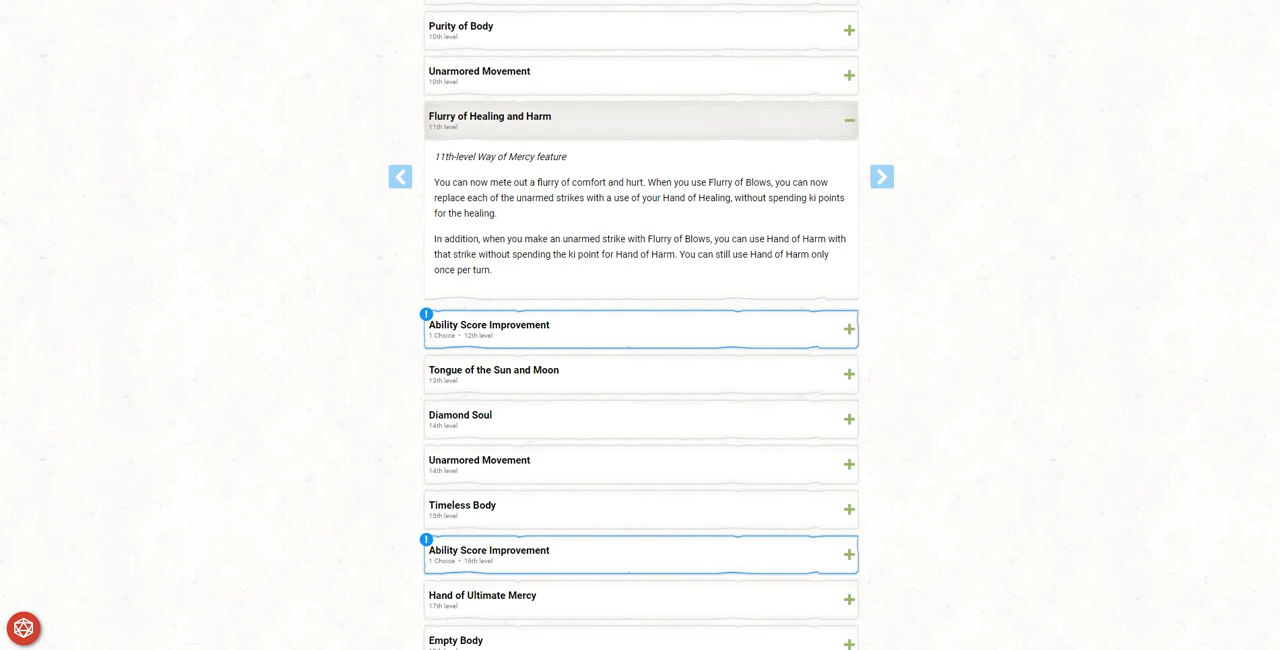 Purity of Body
10th level
Unarmored Movement
10th level
Flurry of Healing and Harm
11th level
11th-level Way of Mercy feature
You can now mete out a flurry of comfort and hurt. When you use Flurry of Blows, you can now
replace each of the unarmed strikes with a use of your Hand of Healing, without spending ki points
for the healing.
In addition, when you make an unarmed strike with Flurry of Blows, you can use Hand of Harm with
that strike without spending the ki point for Hand of Harm. You can still use Hand of Harm only
once per turn.
!
Ability Score Improvement
1 Choice • 12th level
Tongue of the Sun and Moon
13th level
Diamond Soul
14th level
Unarmored Movement
14th level
Timeless Body
15th level
!
Ability Score Improvement
1 Choice • 16th level
Hand of Ultimate Mercy
17th level
Empty Body